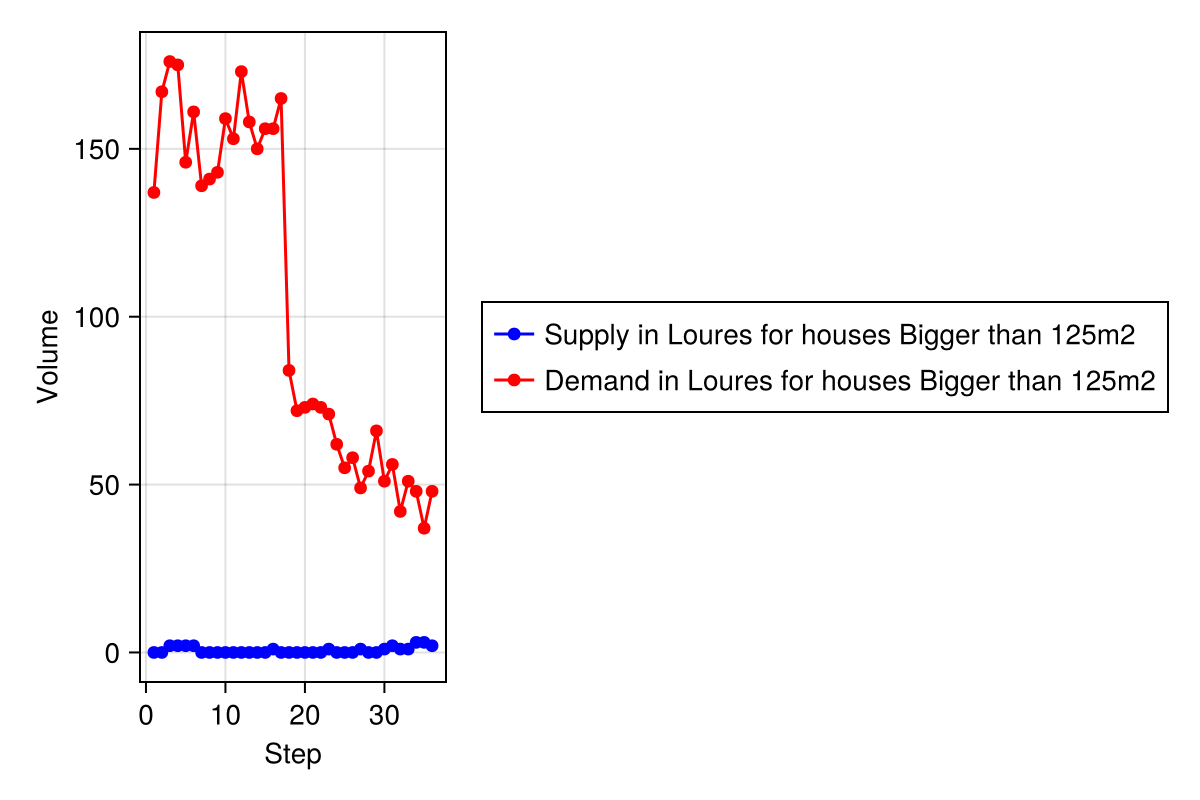 150
100
50
0
Volume
0 10 20 30
Step
Supply in Loures for houses Bigger than 125m2
Demand in Loures for houses Bigger than 125m2